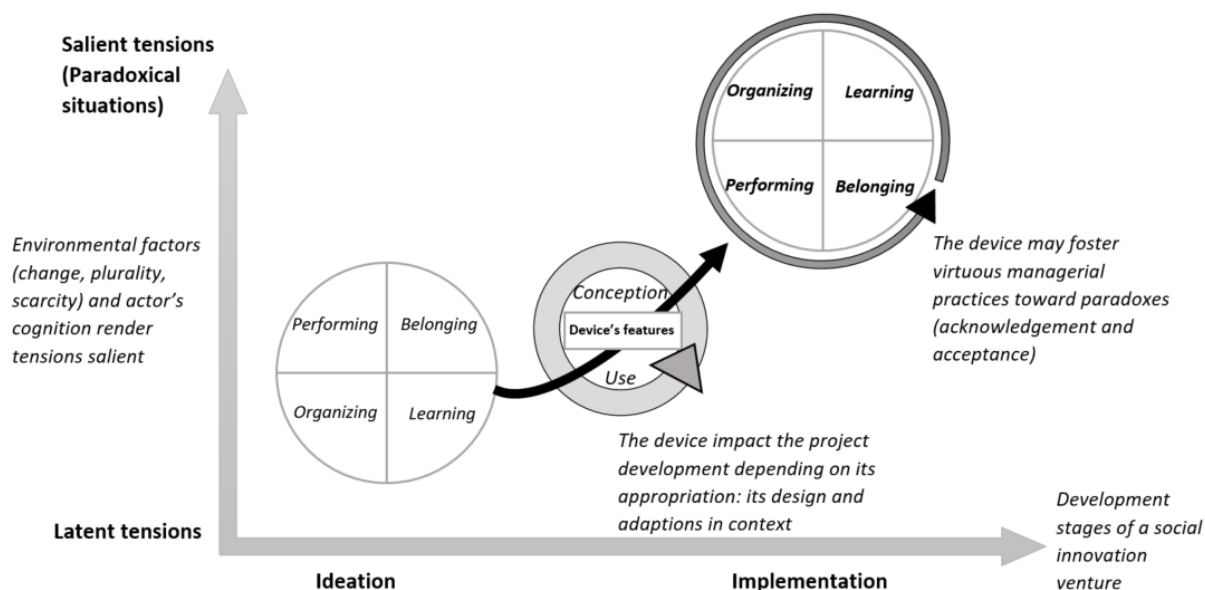 Salient tensions
(Paradoxical
situations)
Organizing
Learning
Performing
Belonging
Environmental factors
(change, plurality,
scarcity) and actor's
cognition render
tensions salient
Performing
Belonging
Organizing
Learning
Conception
Device's features
Use
The device may foster
virtuous managerial
practices toward paradoxes
(acknowledgement and
acceptance)
The device impact the project
development depending on its
appropriation: its design and
adaptions in context
Latent tensions
Development
stages of a social
innovation
venture
Ideation
Implementation